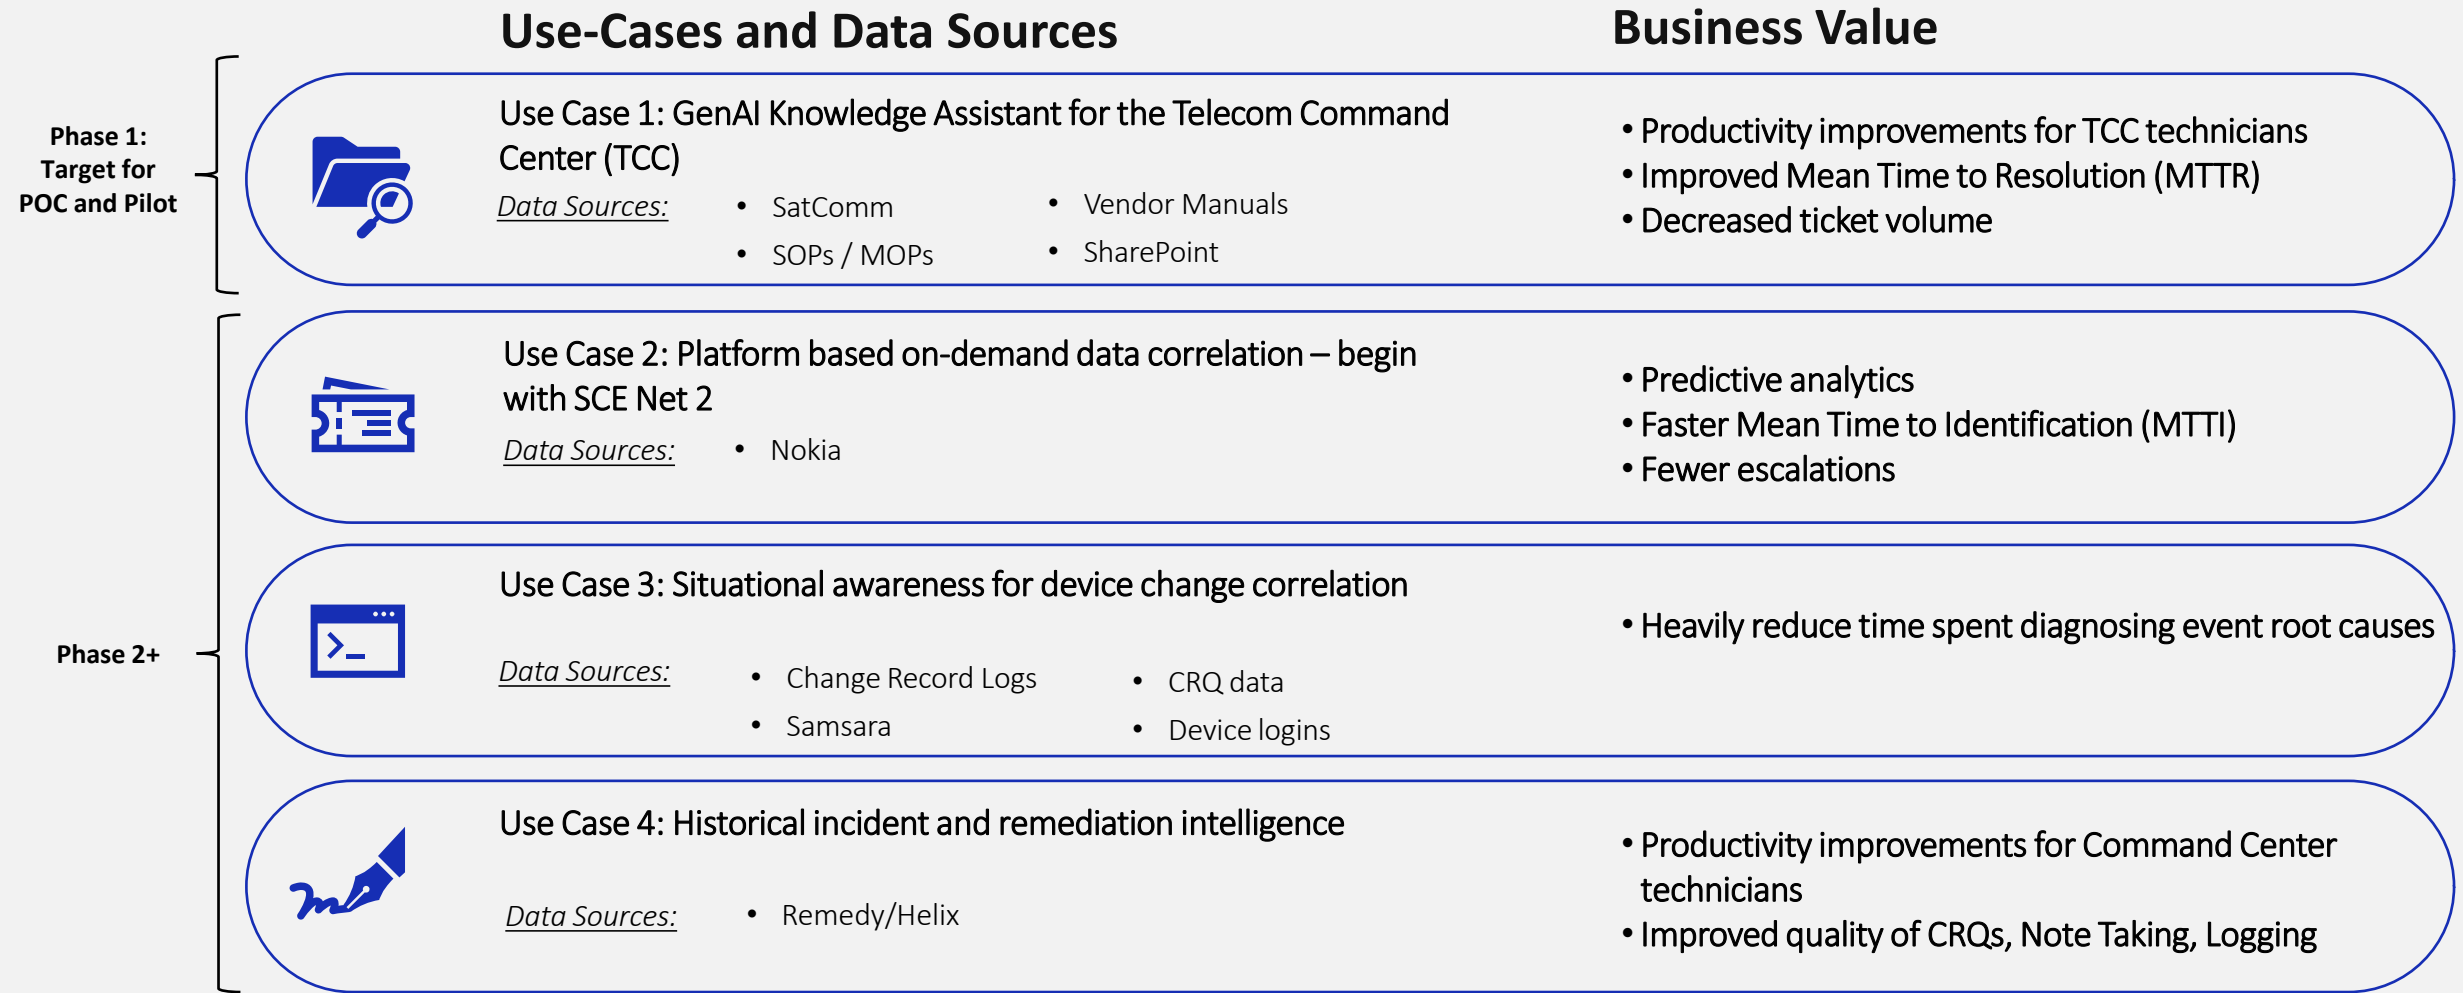 Use-Cases and Data Sources
Business Value
Phase 1:
Target for
POC and Pilot
Use Case 1: GenAI Knowledge Assistant for the Telecom Command
Center (TCC)
Data Sources:
• SatComm
• SOPs / MOPs
• Vendor Manuals
• SharePoint
• Productivity improvements for TCC technicians
• Improved Mean Time to Resolution (MTTR)
• Decreased ticket volume
Phase 2+
Use Case 2: Platform based on-demand data correlation – begin
with SCE Net 2
Data Sources:
• Nokia
• Predictive analytics
• Faster Mean Time to Identification (MTTI)
• Fewer escalations
Use Case 3: Situational awareness for device change correlation
Data Sources:
• Change Record Logs
• Samsara
• CRQ data
• Device logins
• Heavily reduce time spent diagnosing event root causes
Use Case 4: Historical incident and remediation intelligence
Data Sources:
• Remedy/Helix
• Productivity improvements for Command Center
technicians
• Improved quality of CRQs, Note Taking, Logging